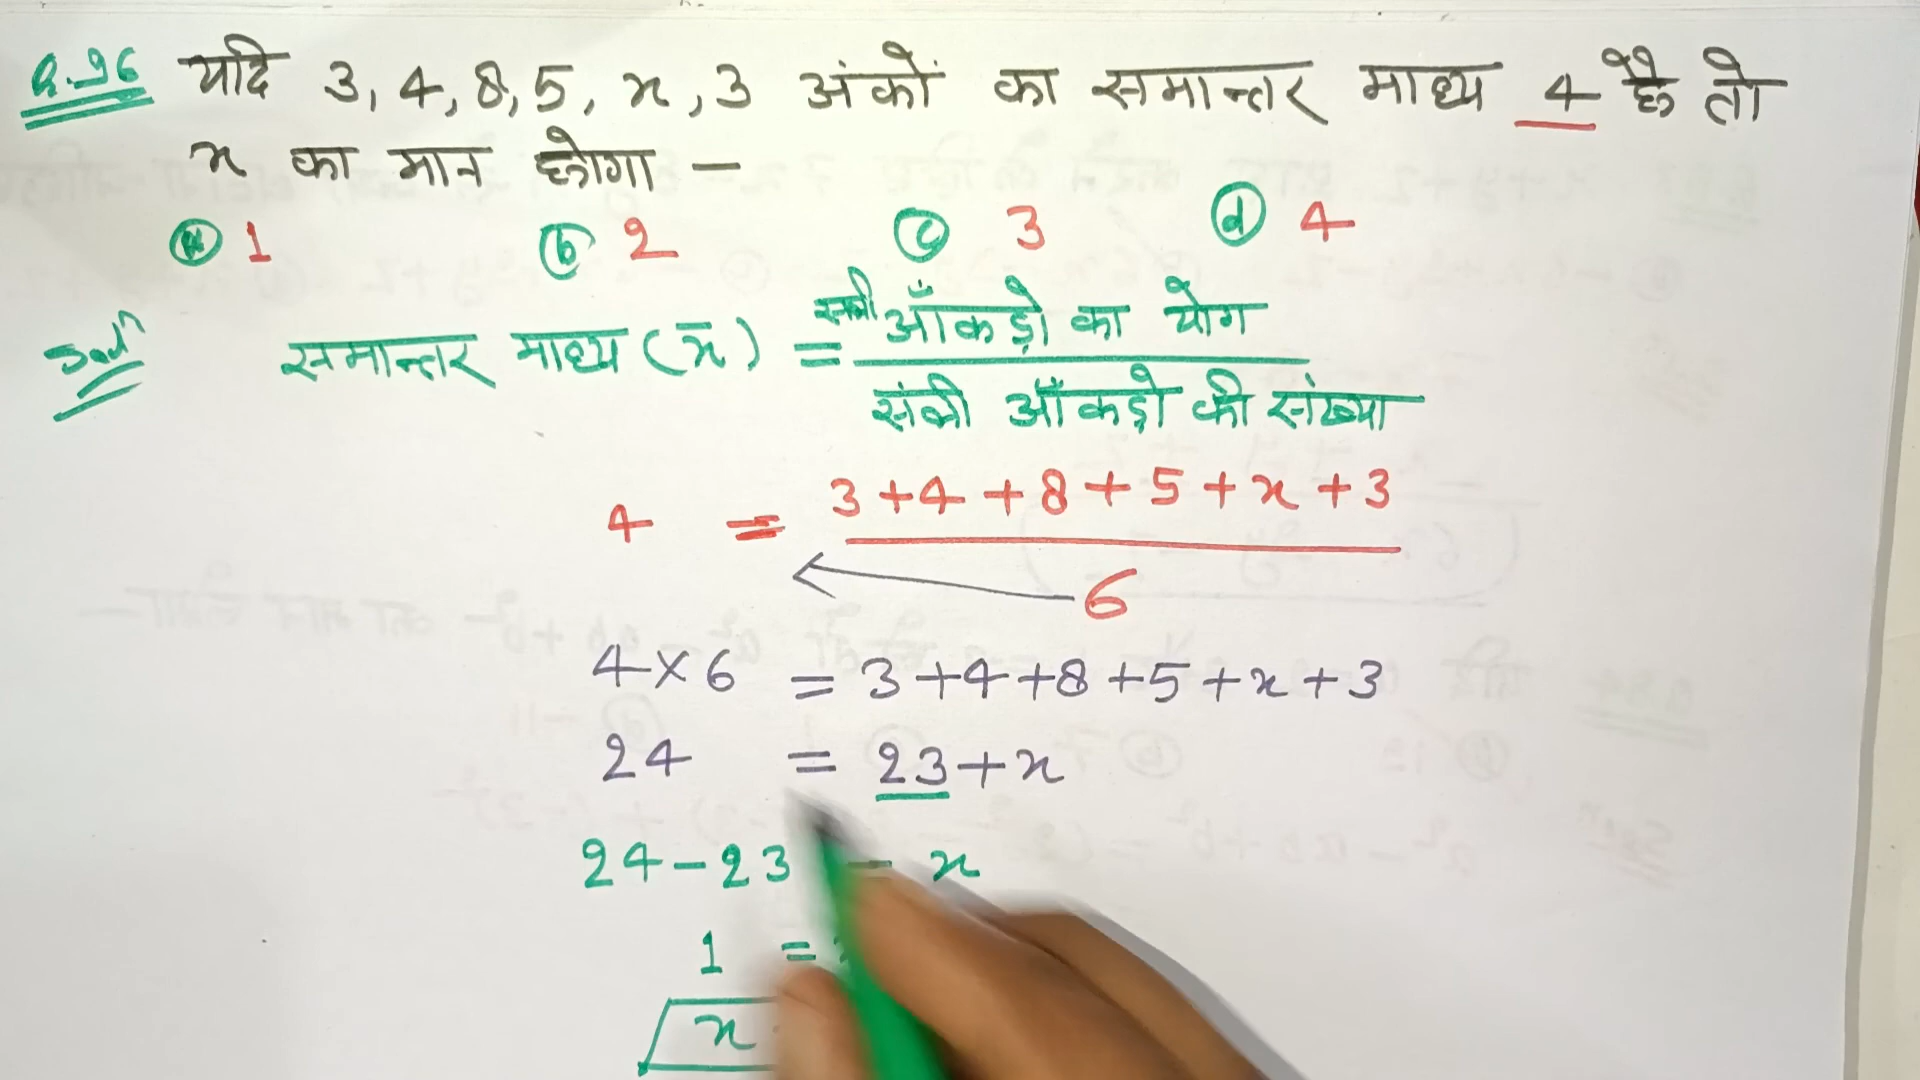 Q.96 यदि 3, 4, 8, 5, x, 3 अंकों का समान्तर माध्य 4 है तो
x का मान होगा –
(a) 1 (b) 2 (c) 3 (d) 4
Solⁿ समान्तर माध्य (x̄) = सभी आँकड़ो का योग / सभी आँकड़ो की संख्या
4 = 3+4+8+5+x+3 / 6
4×6 = 3+4+8+5+x+3
24 = 23+x
24-23 = x
1 =
x